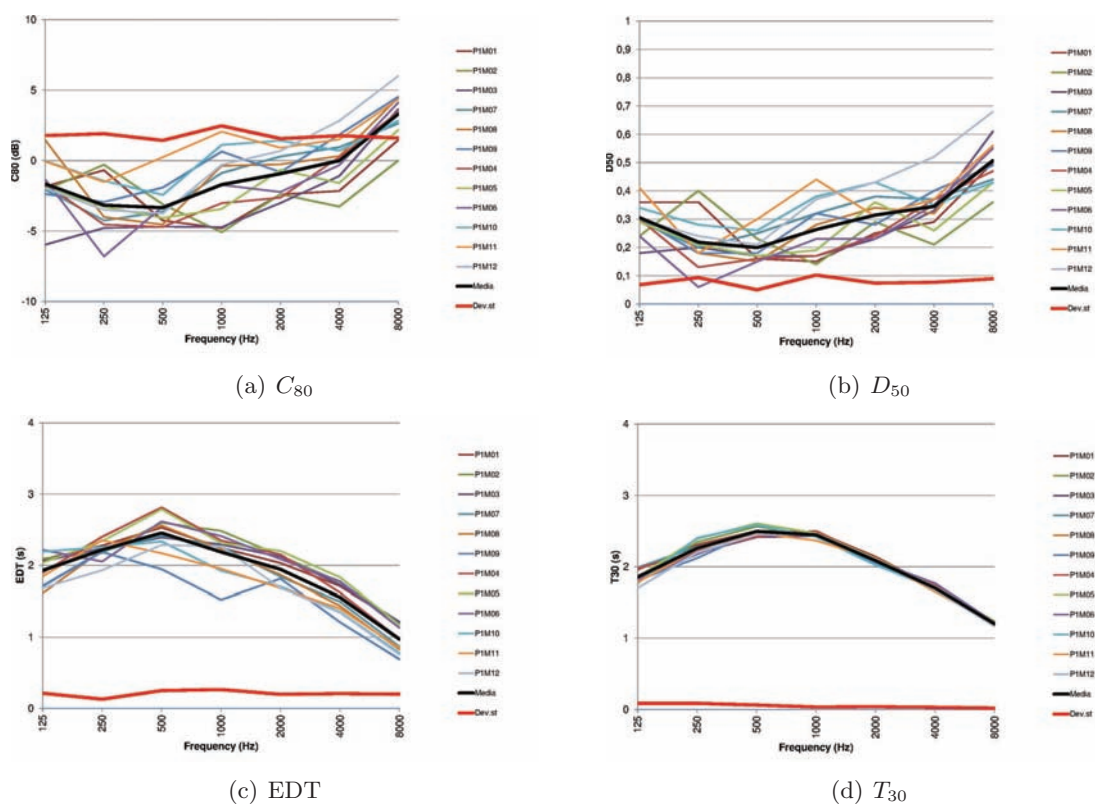 10
5
0
-5
-10
C80 (dB)
125
250
500
1000
2000
4000
8000
Frequency (Hz)
P1M01
P1M02
P1M03
P1M07
P1M08
P1M09
P1M04
P1M05
P1M06
P1M10
P1M11
P1M12
Media
Dev.st
(a) C80
1
0,9
0,8
0,7
0,6
0,5
0,4
0,3
0,2
0,1
0
D50
125
250
500
1000
2000
4000
8000
Frequency (Hz)
P1M01
P1M02
P1M03
P1M07
P1M08
P1M09
P1M04
P1M05
P1M06
P1M10
P1M11
P1M12
Media
Dev.st
(b) D50
4
3
2
1
0
EDT (s)
125
250
500
1000
2000
4000
8000
Frequency (Hz)
P1M01
P1M02
P1M03
P1M07
P1M08
P1M09
P1M04
P1M05
P1M06
P1M10
P1M11
P1M12
Media
Dev.st
(c) EDT
4
3
2
1
0
T30 (s)
125
250
500
1000
2000
4000
8000
Frequency (Hz)
P1M01
P1M02
P1M03
P1M07
P1M08
P1M09
P1M04
P1M05
P1M06
P1M10
P1M11
P1M12
Media
Dev.st
(d) T30